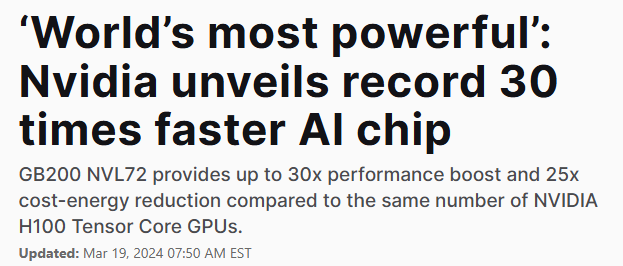 ‘World’s most powerful’:
Nvidia unveils record 30
times faster AI chip
GB200 NVL72 provides up to 30x performance boost and 25x
cost-energy reduction compared to the same number of NVIDIA
H100 Tensor Core GPUs.
Updated: Mar 19, 2024 07:50 AM EST